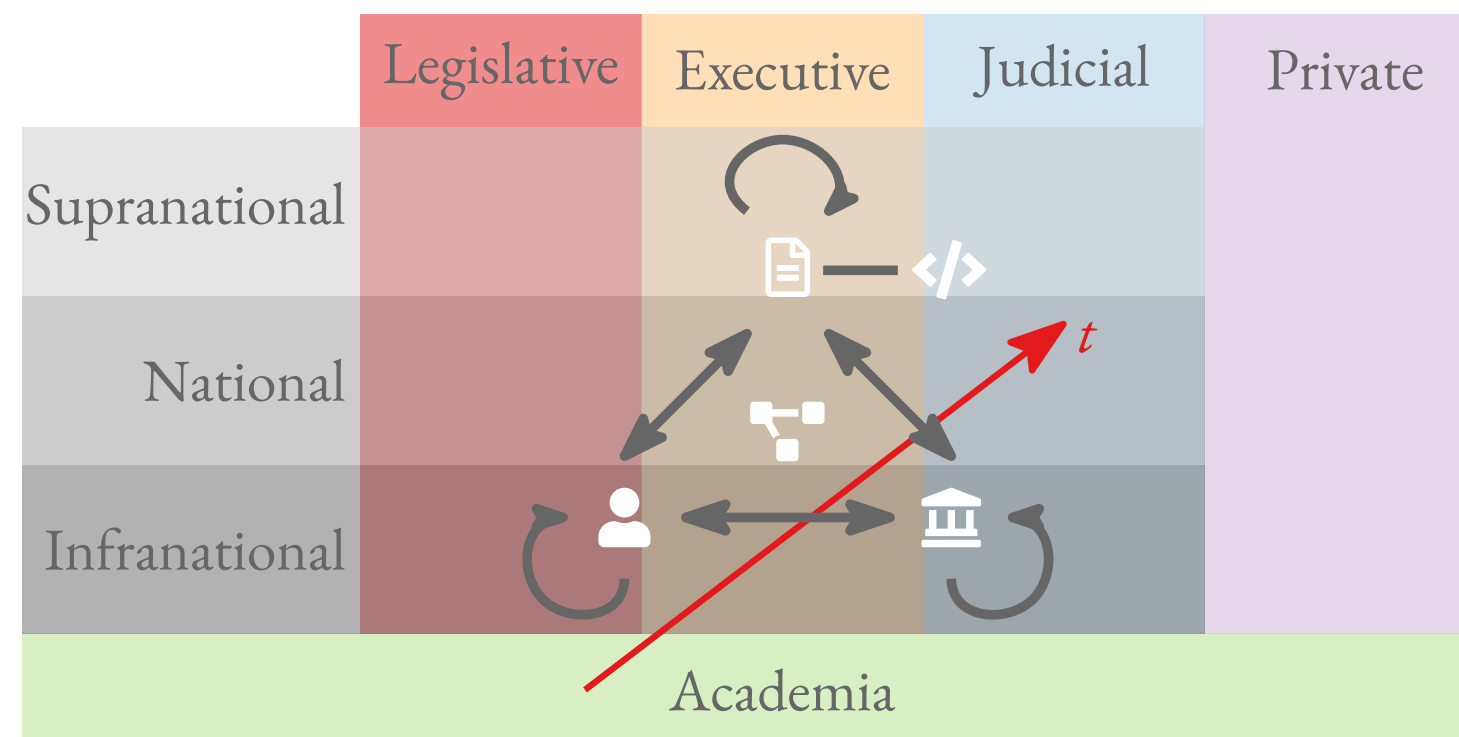 Legislative
Executive
Judicial
Private
Supranational
National
t
Infranational
Academia